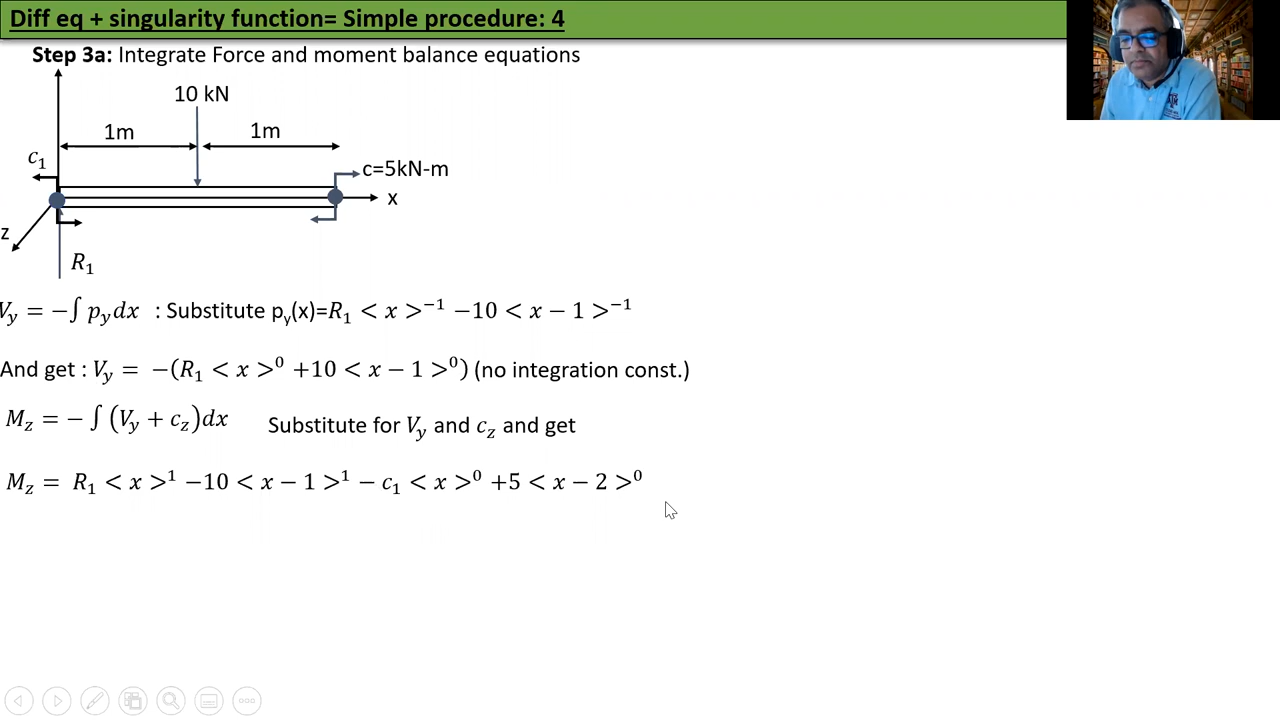 Diff eq + singularity function= Simple procedure: 4
Step 3a: Integrate Force and moment balance equations
10 kN
1m
1m
c₁
c=5kN-m
x
z
R₁
V_y = −∫ p_y dx : Substitute p_y(x)=R₁ < x >⁻¹ −10 < x − 1 >⁻¹
And get : V_y = −(R₁ < x >⁰ +10 < x − 1 >⁰) (no integration const.)
M_z = − ∫ (V_y + c_z)dx Substitute for V_y and c_z and get
M_z = R₁ < x >¹ −10 < x − 1 >¹ − c₁ < x >⁰ +5 < x − 2 >⁰